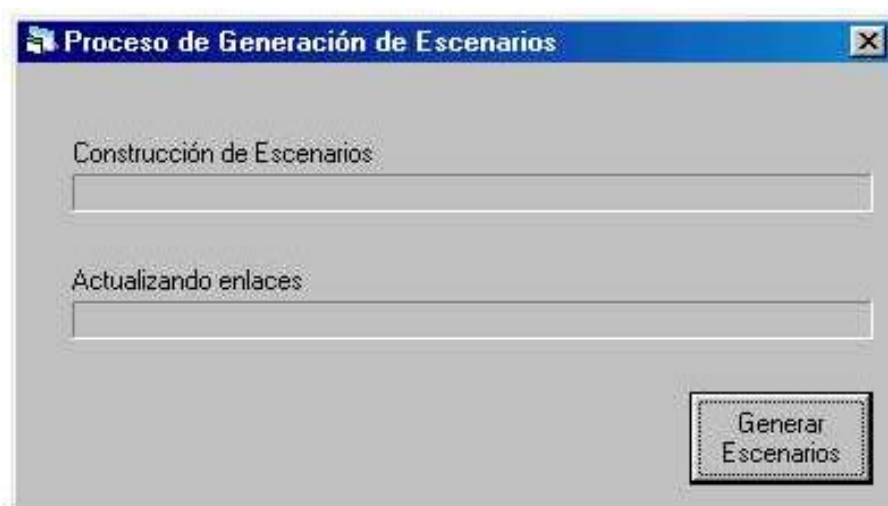 Proceso de Generación de Escenarios
Construcción de Escenarios
Actualizando enlaces
Generar
Escenarios